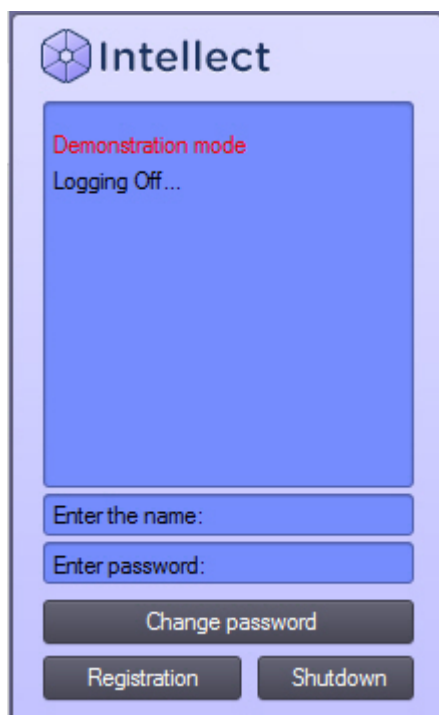 Intellect
Demonstration mode
Logging Off...
Enter the name:
Enter password:
Change password
Registration Shutdown